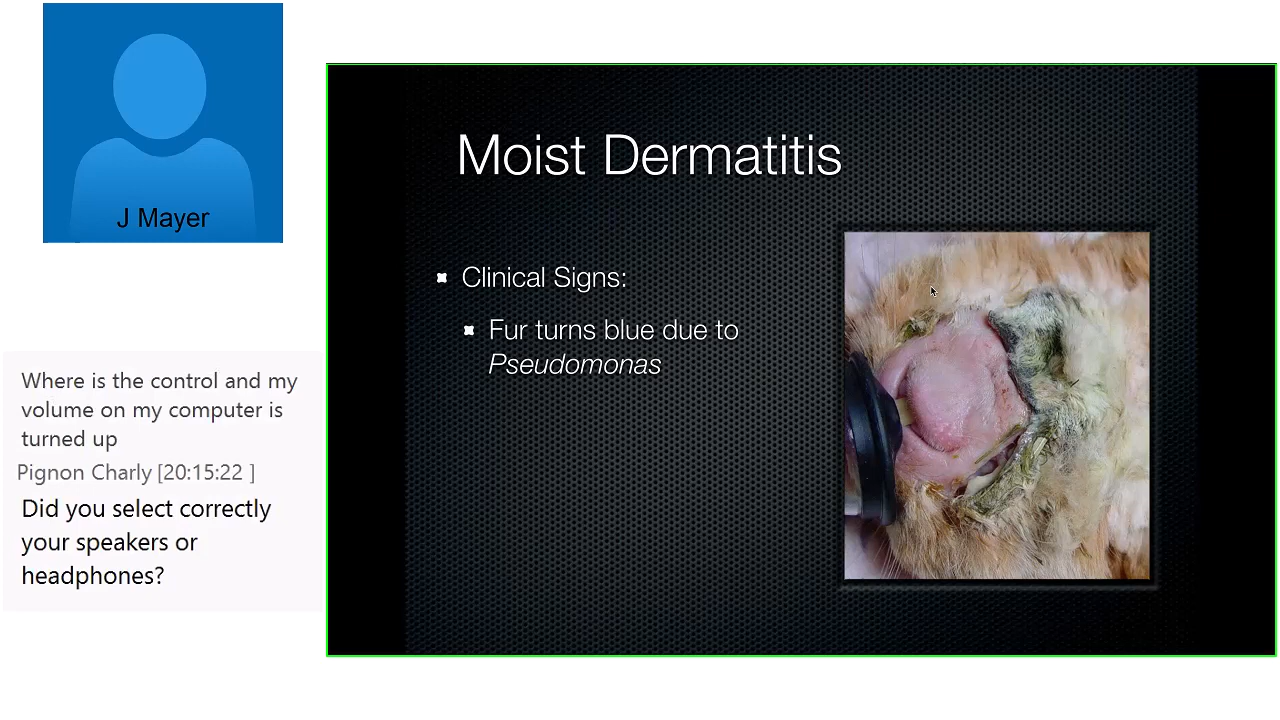 J Mayer
Where is the control and my
volume on my computer is
turned up
Pignon Charly [20:15:22 ]
Did you select correctly
your speakers or
headphones?
Moist Dermatitis
Clinical Signs:
Fur turns blue due to
Pseudomonas